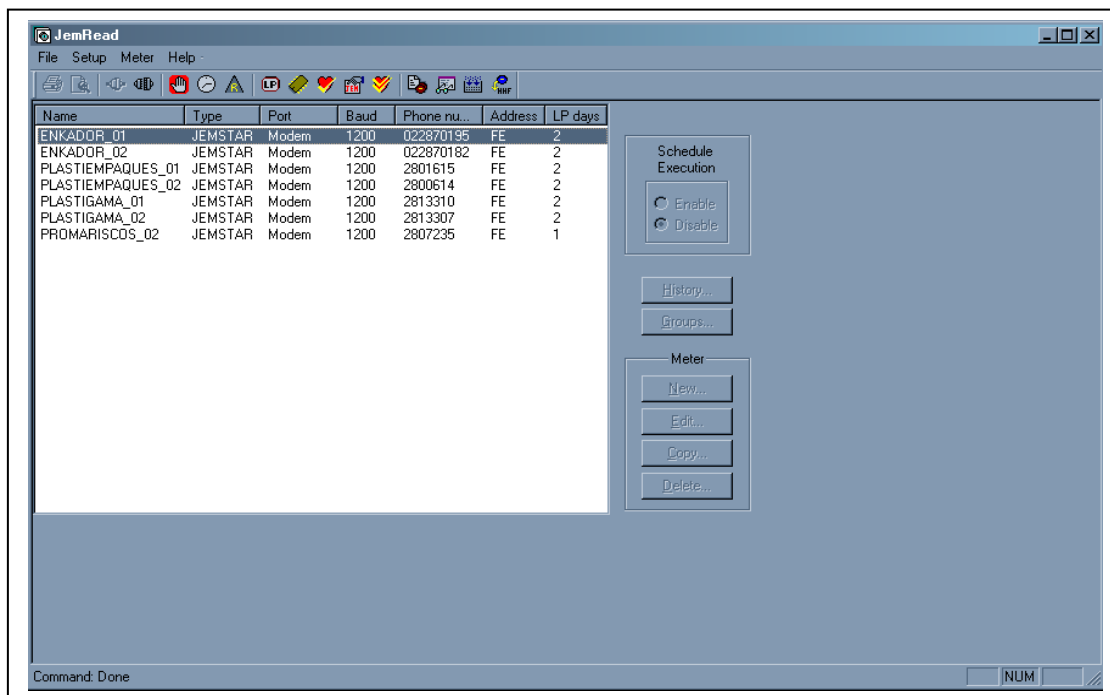 JemRead
File Setup Meter Help
LP JEM HHF
Name Type Port Baud Phone nu... Address LP days
ENKADOR_01 JEMSTAR Modem 1200 022870195 FE 2
ENKADOR_02 JEMSTAR Modem 1200 022870182 FE 2
PLASTIEMPAQUES_01 JEMSTAR Modem 1200 2801615 FE 2
PLASTIEMPAQUES_02 JEMSTAR Modem 1200 2800614 FE 2
PLASTIGAMA_01 JEMSTAR Modem 1200 2813310 FE 2
PLASTIGAMA_02 JEMSTAR Modem 1200 2813307 FE 2
PROMARISCOS_02 JEMSTAR Modem 1200 2807235 FE 1
Schedule
Execution
Enable
Disable
History...
Groups...
Meter
New...
Edit...
Copy...
Delete...
Command: Done
NUM